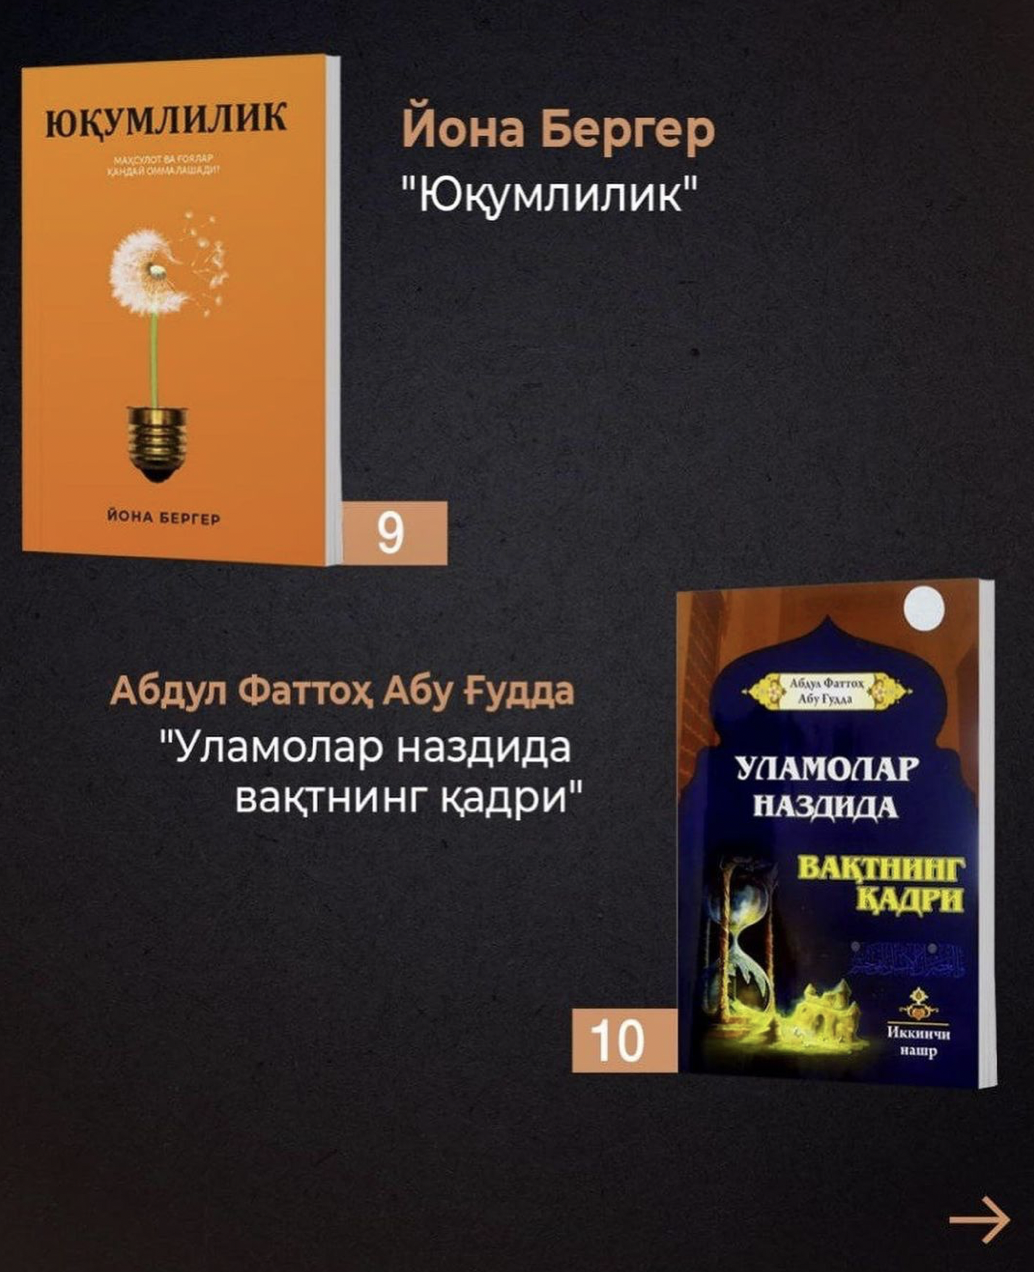 ЮҚУМЛИЛИК
МАҲСУЛОТ ВА ҒОЯЛАР
ҚАНДАЙ ОММАЛАШАДИ?
ЙОНА БЕРГЕР
Йона Бергер
"Юқумлилик"
9
Абдул Фаттоҳ Абу Ғудда
"Уламолар наздида
вақтнинг қадри"
Абдул Фаттоҳ
Абу Ғудда
УЛАМОЛАР
НАЗДИДА
ВАҚТНИНГ
ҚАДРИ
Иккинчи
нашр
10